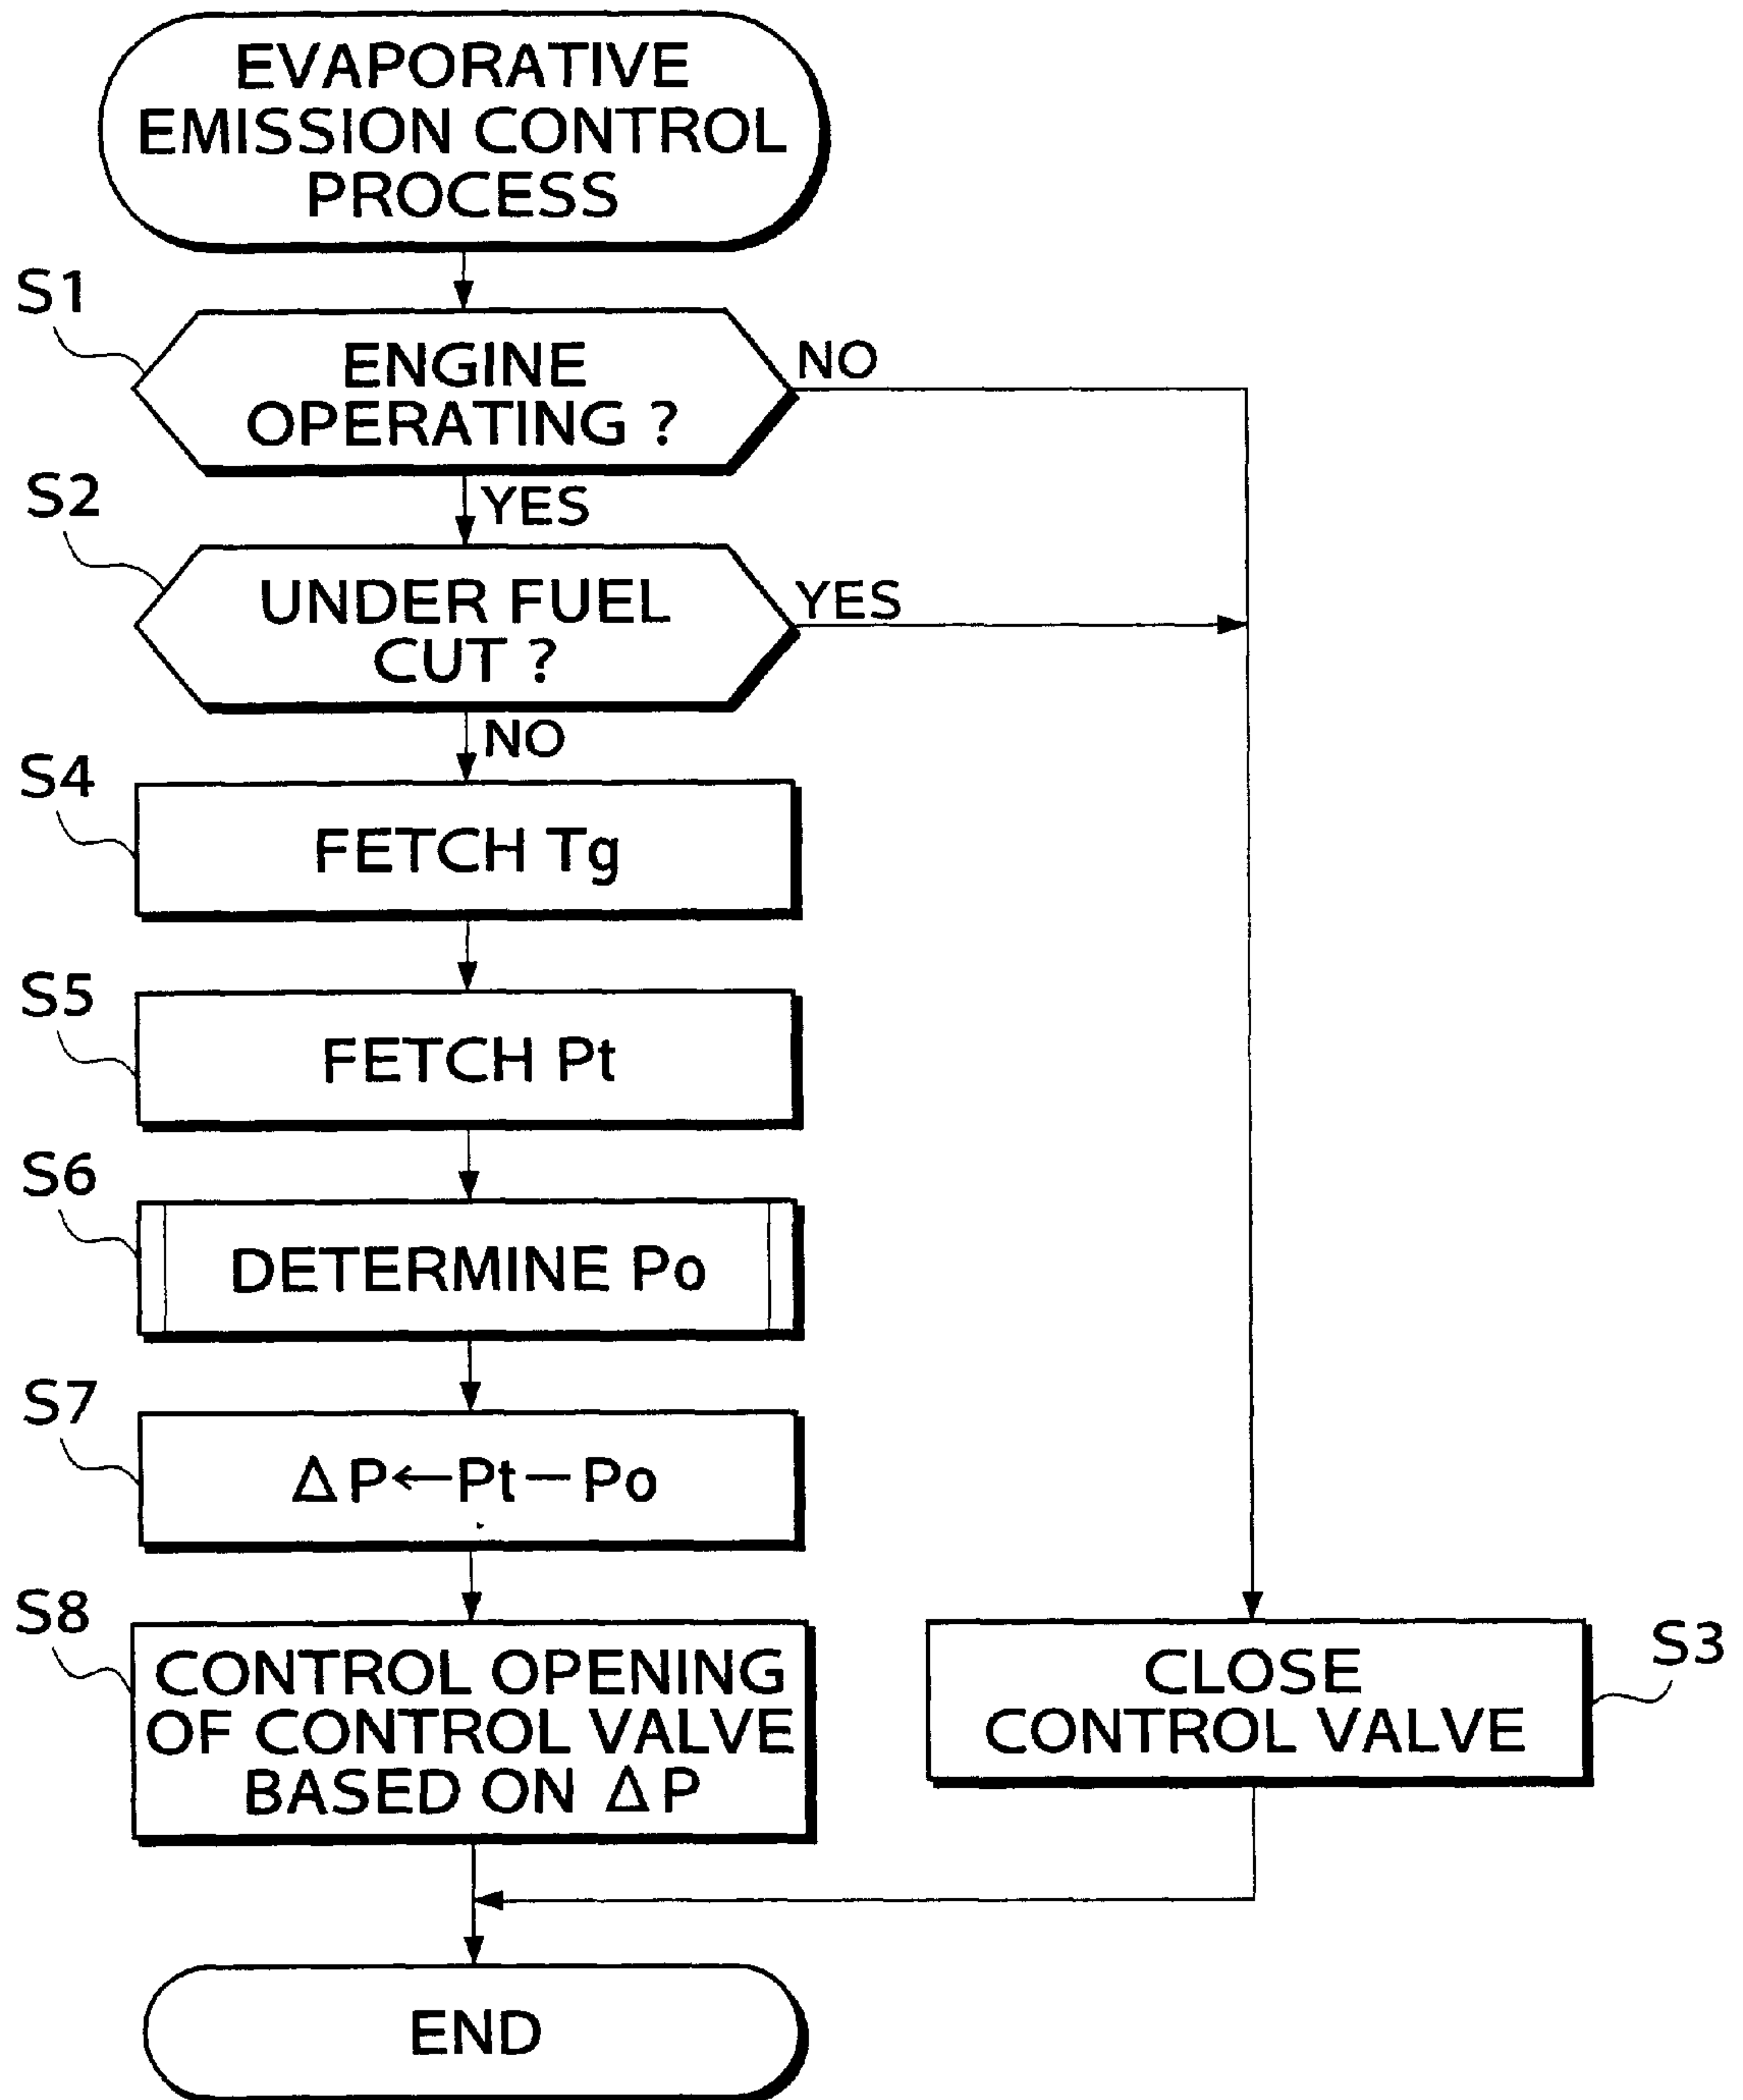 EVAPORATIVE
EMISSION CONTROL
PROCESS
S1
ENGINE
OPERATING ?
NO
YES
S2
UNDER FUEL
CUT ?
YES
NO
S4
FETCH Tg
S5
FETCH Pt
S6
DETERMINE Po
S7
ΔP←Pt−Po
S8
CONTROL OPENING
OF CONTROL VALVE
BASED ON ΔP
CLOSE
CONTROL VALVE
S3
END